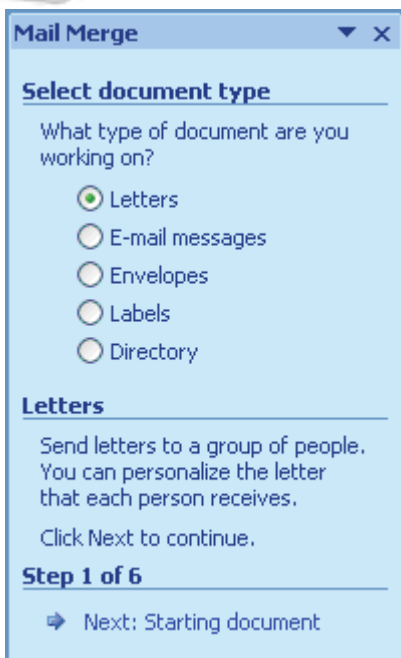 Mail Merge
Select document type
What type of document are you
working on?
Letters
E-mail messages
Envelopes
Labels
Directory
Letters
Send letters to a group of people.
You can personalize the letter
that each person receives.
Click Next to continue.
Step 1 of 6
Next: Starting document